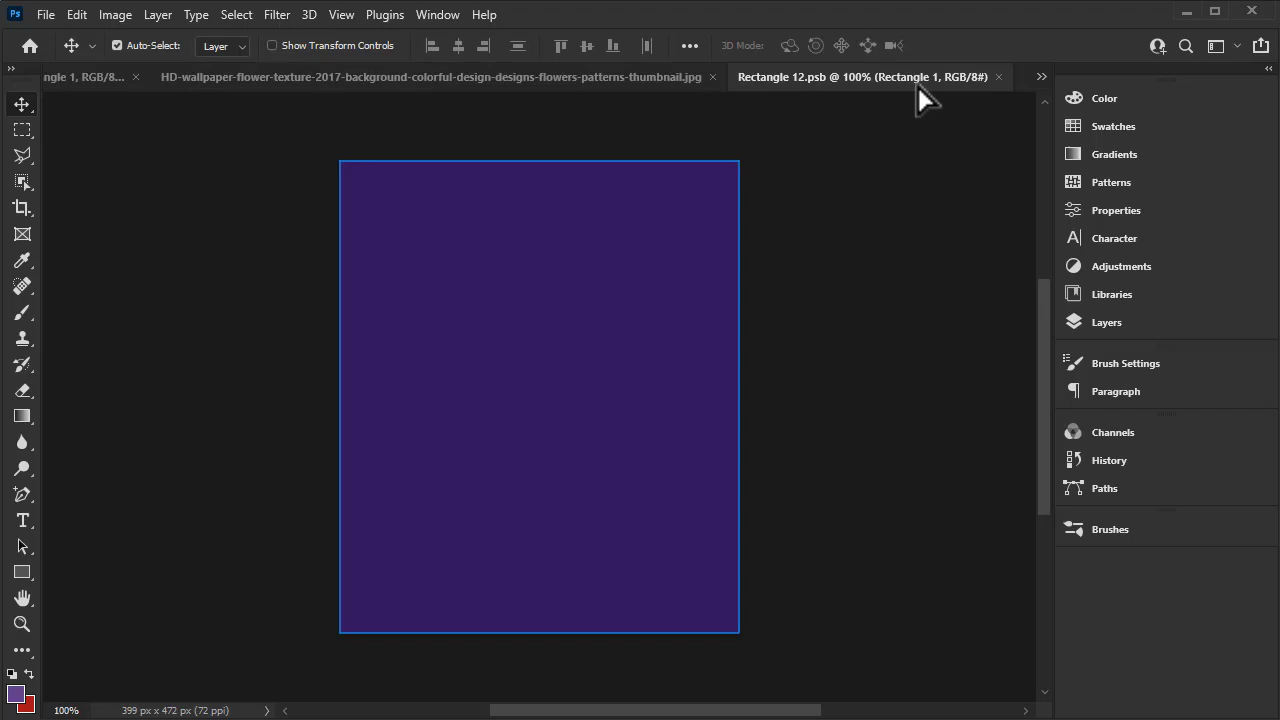 Ps File Edit Image Layer Type Select Filter 3D View Plugins Window Help
Auto-Select: Layer Show Transform Controls 3D Mode:
ngle 1, RGB/8... HD-wallpaper-flower-texture-2017-background-colorful-design-designs-flowers-patterns-thumbnail.jpg Rectangle 12.psb @ 100% (Rectangle 1, RGB/8#)
Color
Swatches
Gradients
Patterns
Properties
Character
Adjustments
Libraries
Layers
Brush Settings
Paragraph
Channels
History
Paths
Brushes
100% 399 px x 472 px (72 ppi)